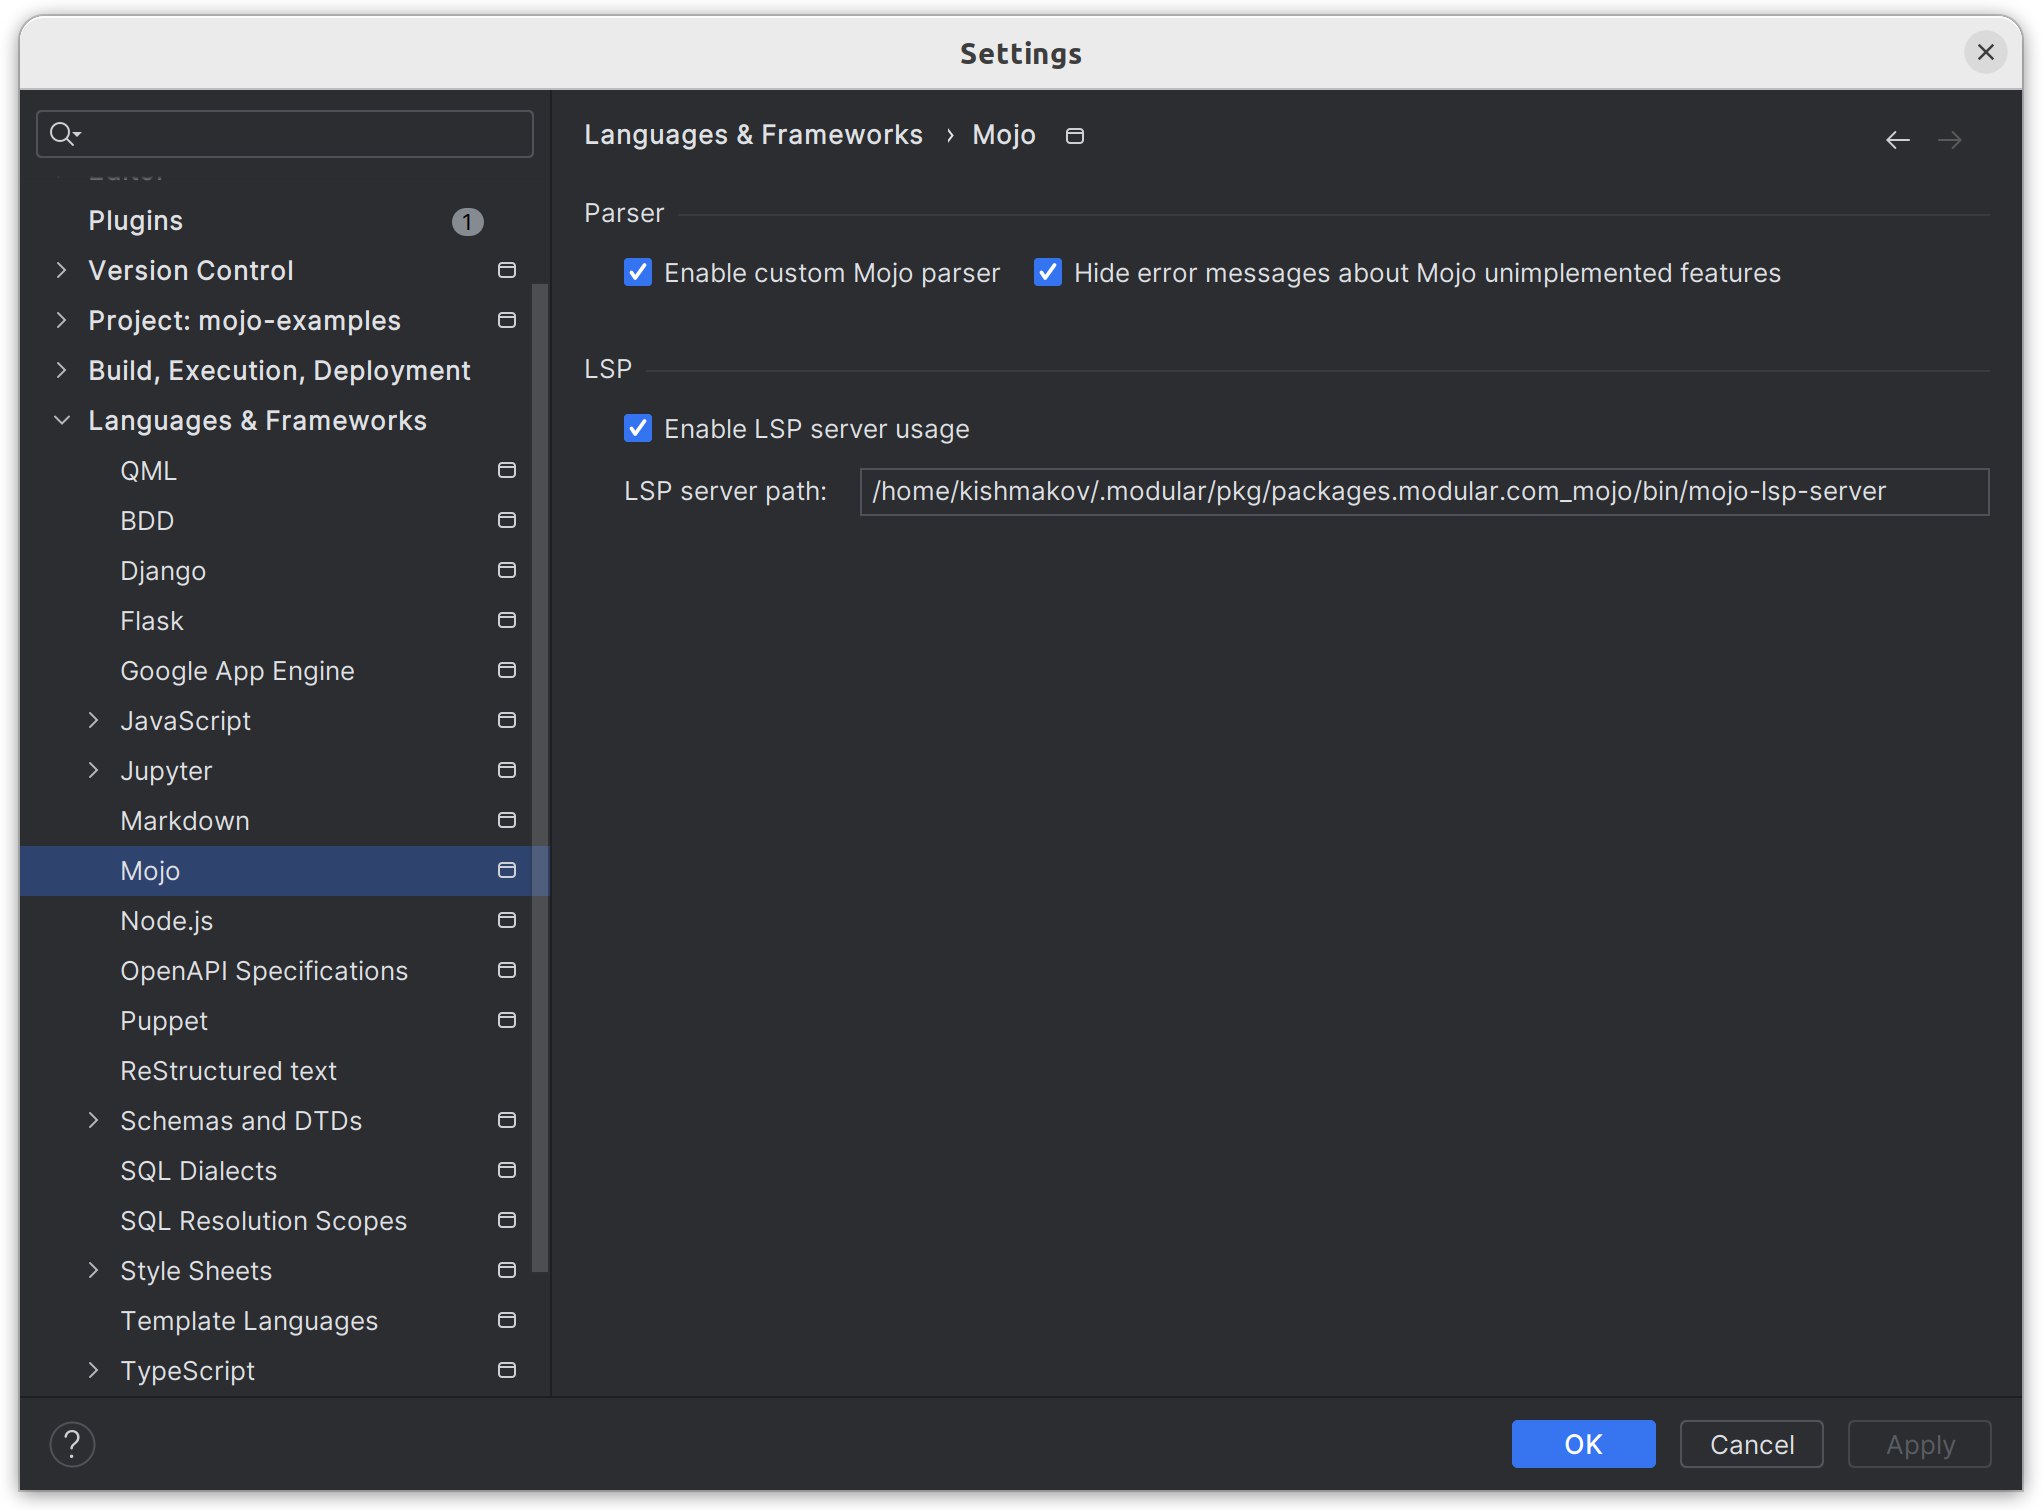 Settings
Editor
Plugins 1
Version Control
Project: mojo-examples
Build, Execution, Deployment
Languages & Frameworks
QML
BDD
Django
Flask
Google App Engine
JavaScript
Jupyter
Markdown
Mojo
Node.js
OpenAPI Specifications
Puppet
ReStructured text
Schemas and DTDs
SQL Dialects
SQL Resolution Scopes
Style Sheets
Template Languages
TypeScript
Languages & Frameworks › Mojo
Parser
Enable custom Mojo parser Hide error messages about Mojo unimplemented features
LSP
Enable LSP server usage
LSP server path: /home/kishmakov/.modular/pkg/packages.modular.com_mojo/bin/mojo-lsp-server
? OK Cancel Apply